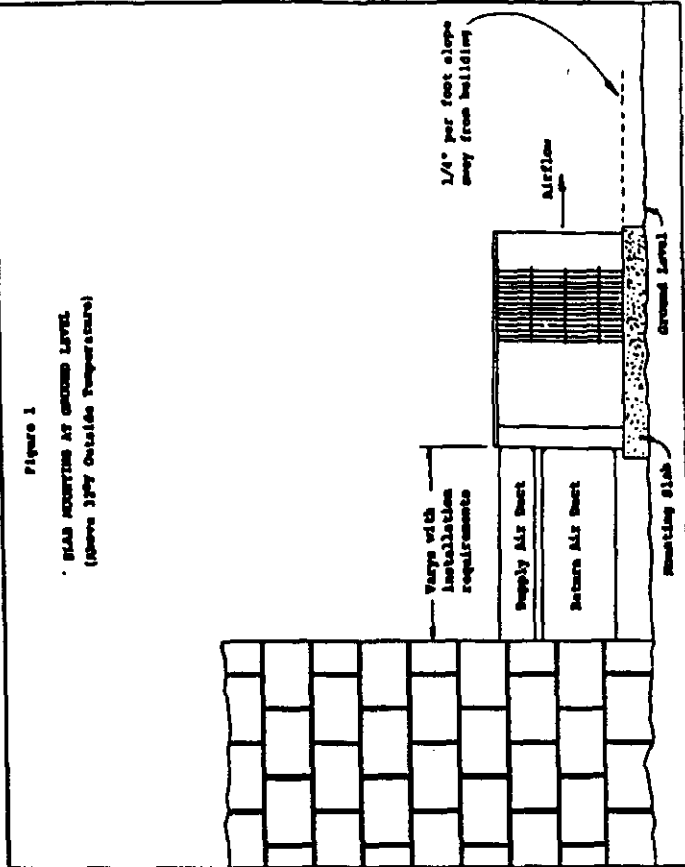 Figure 1
SLAB MOUNTING AT GROUND LEVEL
(Above Outside Temperature)
1/4" per foot slope
away from building
Airflow
Varys with
installation
requirements
Supply Air Duct
Return Air Duct
Mounting Slab
Ground Level